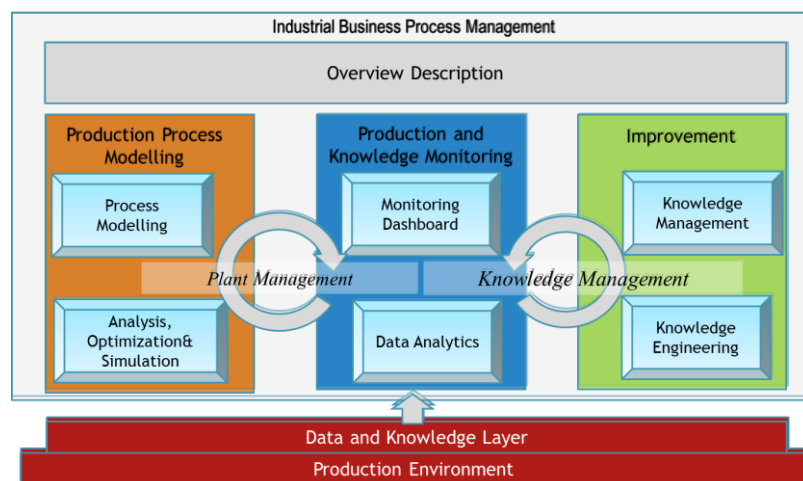 Industrial Business Process Management
Overview Description
Production Process
Modelling
Process
Modelling
Analysis,
Optimization&
Simulation
Production and
Knowledge Monitoring
Monitoring
Dashboard
Data Analytics
Improvement
Knowledge
Management
Knowledge
Engineering
Plant Management
Knowledge Management
Data and Knowledge Layer
Production Environment